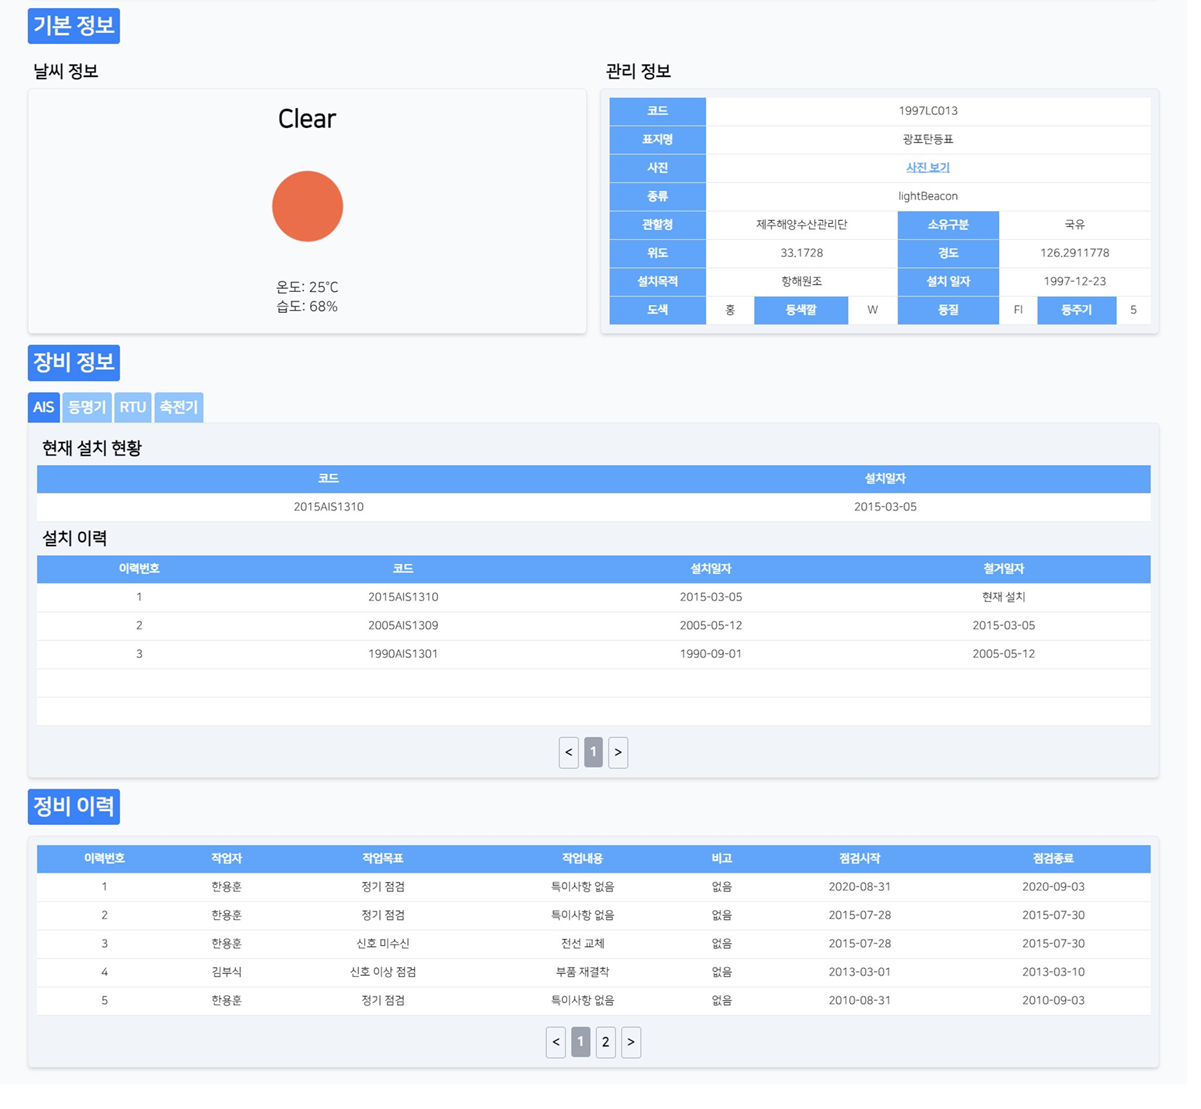 기본 정보
날씨 정보
Clear
온도: 25°C
습도: 68%
관리 정보
코드 1997LC013
표지명 광포탄등표
사진 사진 보기
종류 lightBeacon
관할청 제주해양수산관리단 소유구분 국유
위도 33.1728 경도 126.2911778
설치목적 항해원조 설치 일자 1997-12-23
도색 홍 등색깔 W 등질 Fl 등주기 5
장비 정보
AIS 등명기 RTU 축전기
현재 설치 현황
코드 설치일자
2015AIS1310 2015-03-05
설치 이력
이력번호 코드 설치일자 철거일자
1 2015AIS1310 2015-03-05 현재 설치
2 2005AIS1309 2005-05-12 2015-03-05
3 1990AIS1301 1990-09-01 2005-05-12
< 1 >
정비 이력
이력번호 작업자 작업목표 작업내용 비고 점검시작 점검종료
1 한용훈 정기 점검 특이사항 없음 없음 2020-08-31 2020-09-03
2 한용훈 정기 점검 특이사항 없음 없음 2015-07-28 2015-07-30
3 한용훈 신호 미수신 전선 교체 없음 2015-07-28 2015-07-30
4 김부식 신호 이상 점검 부품 재결착 없음 2013-03-01 2013-03-10
5 한용훈 정기 점검 특이사항 없음 없음 2010-08-31 2010-09-03
< 1 2 >